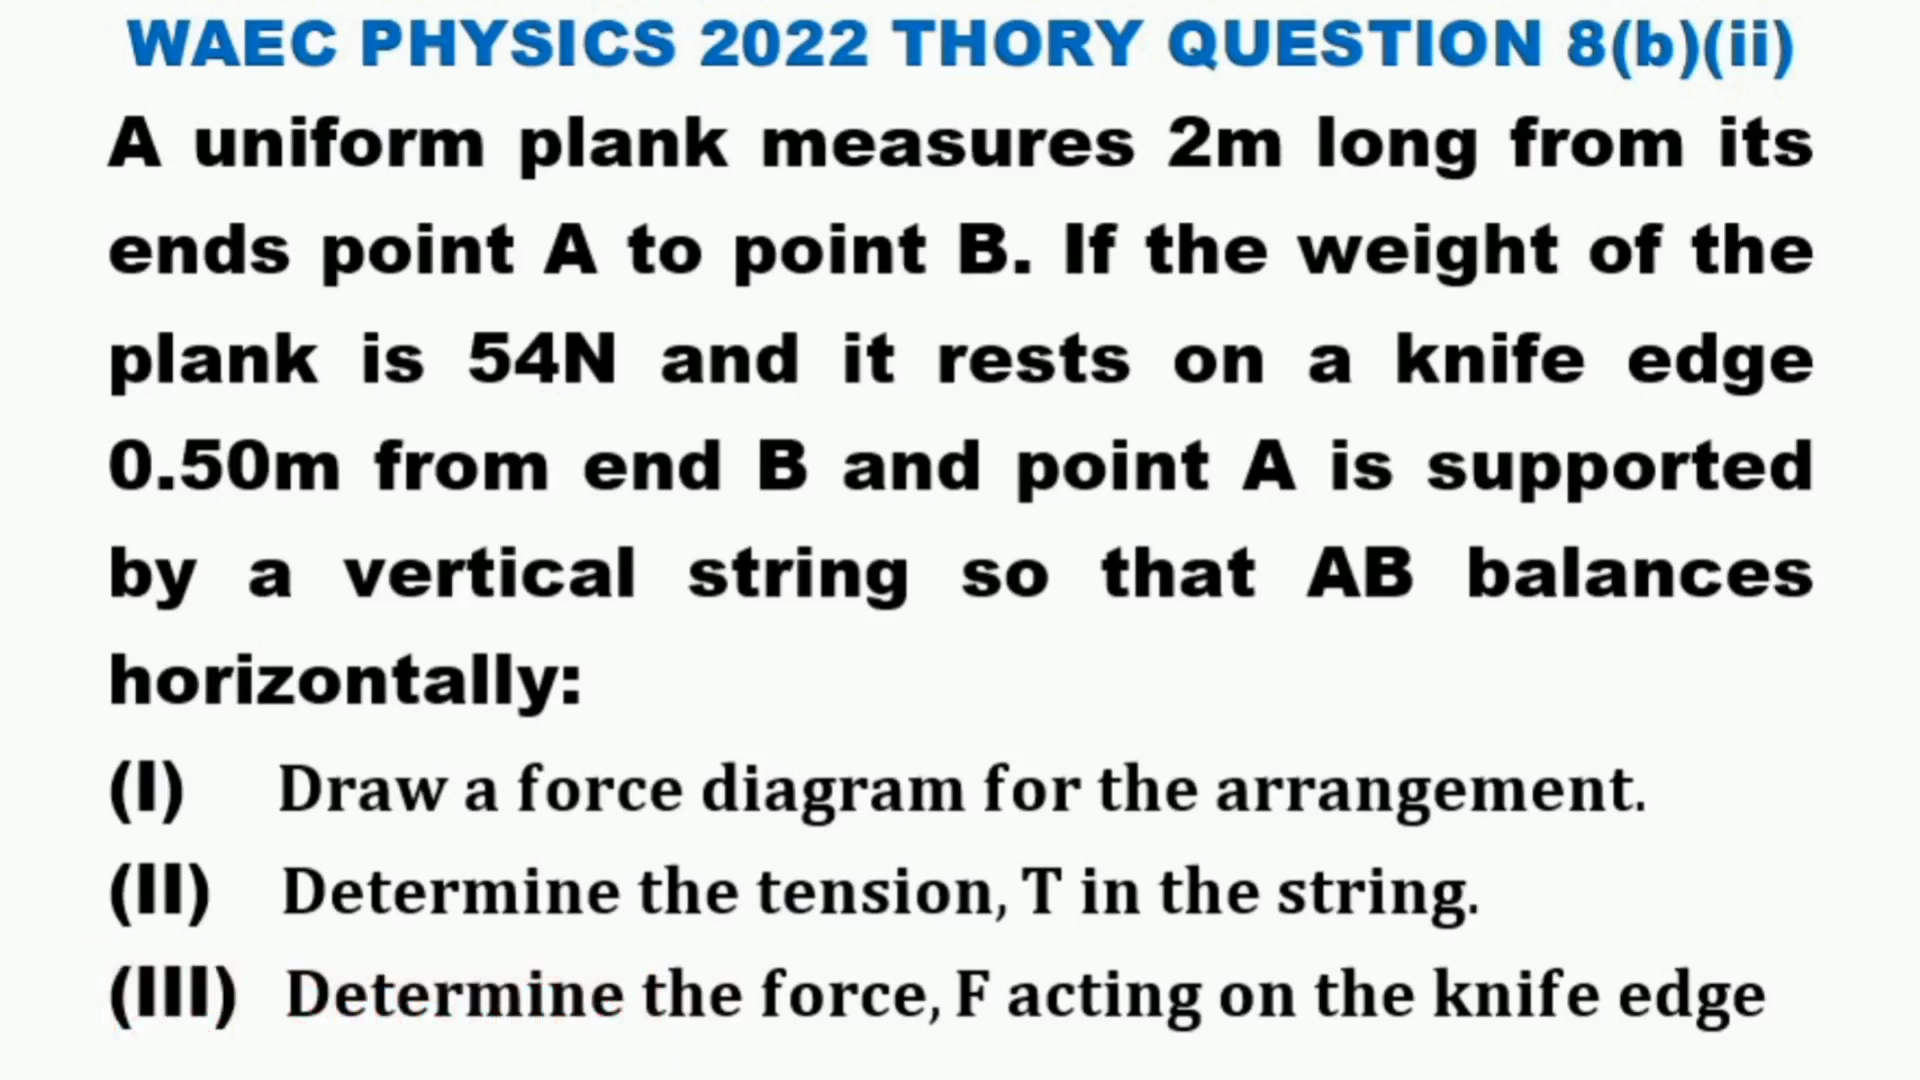 WAEC PHYSICS 2022 THORY QUESTION 8(b)(ii)
A uniform plank measures 2m long from its
ends point A to point B. If the weight of the
plank is 54N and it rests on a knife edge
0.50m from end B and point A is supported
by a vertical string so that AB balances
horizontally:
(I) Draw a force diagram for the arrangement.
(II) Determine the tension, T in the string.
(III) Determine the force, F acting on the knife edge